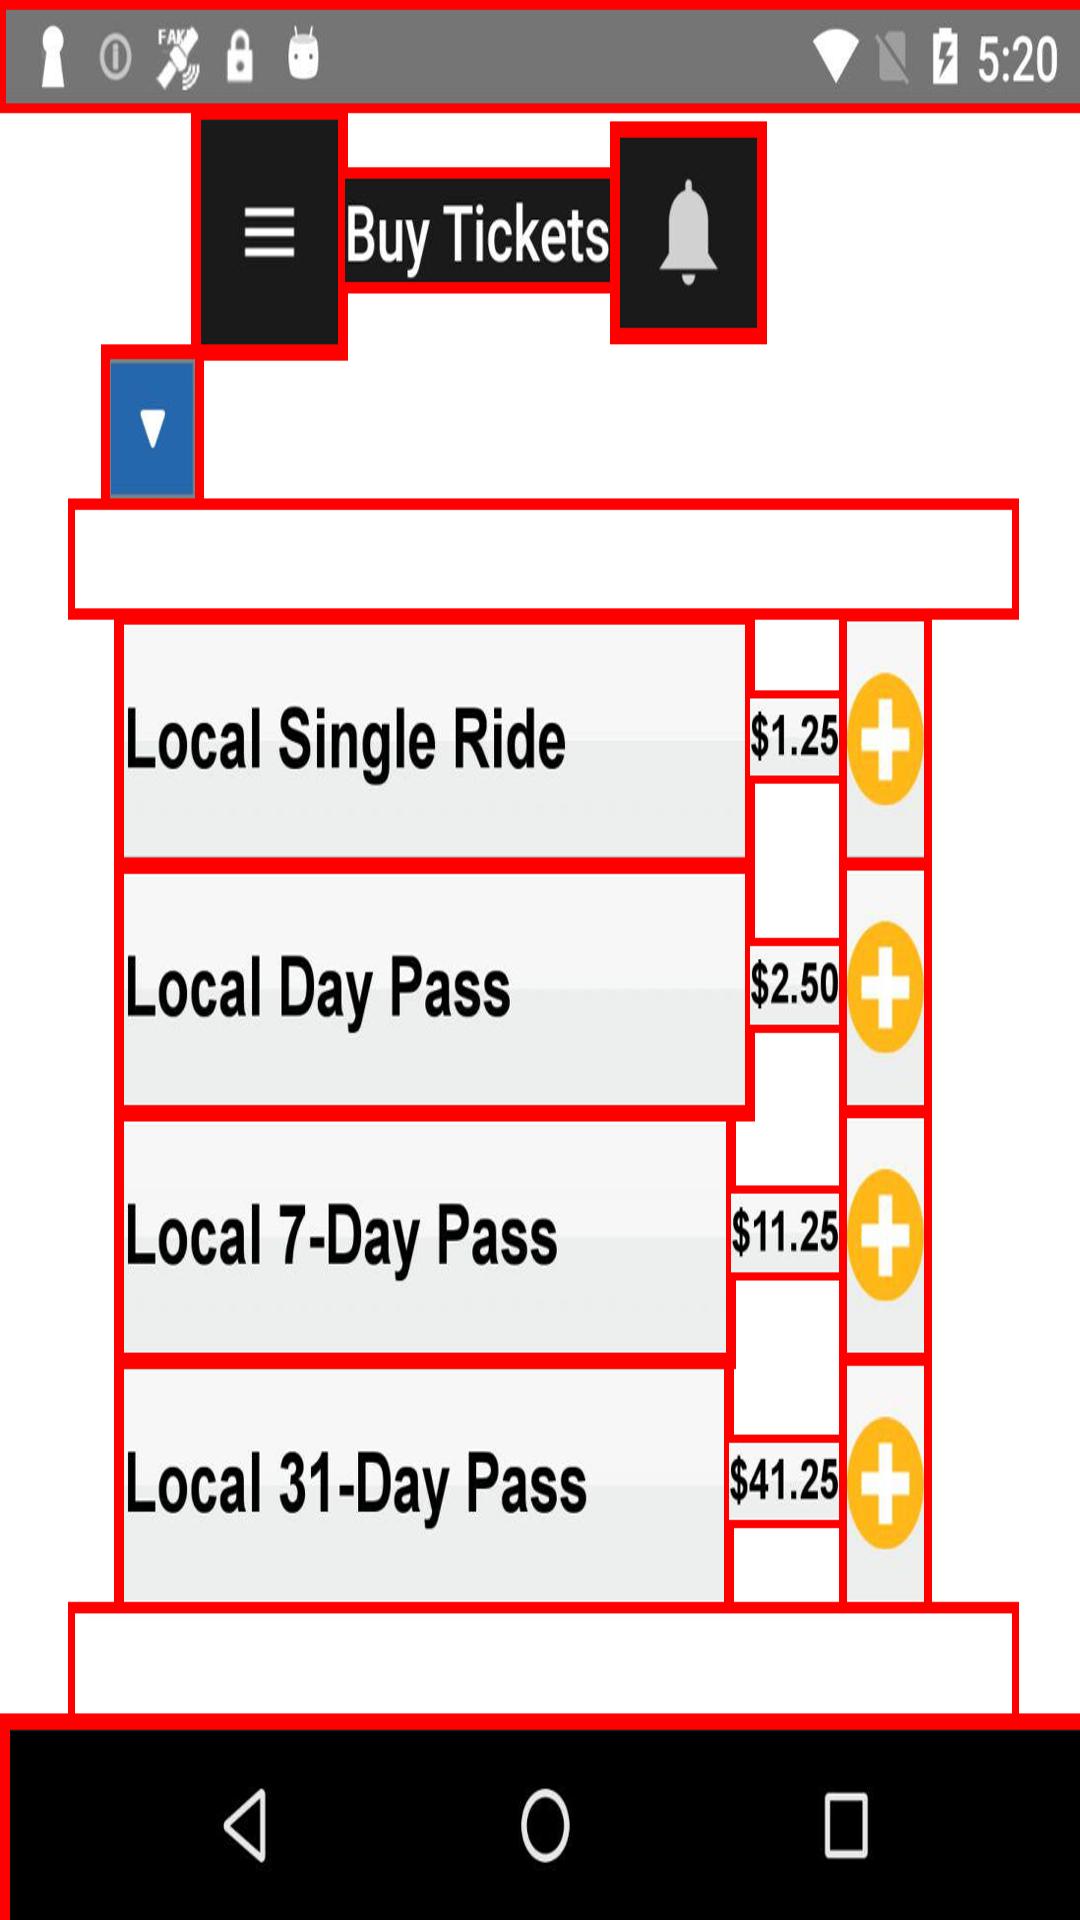 FAKE
5:20
Buy Tickets
Local Single Ride $1.25
Local Day Pass $2.50
Local 7-Day Pass $11.25
Local 31-Day Pass $41.25